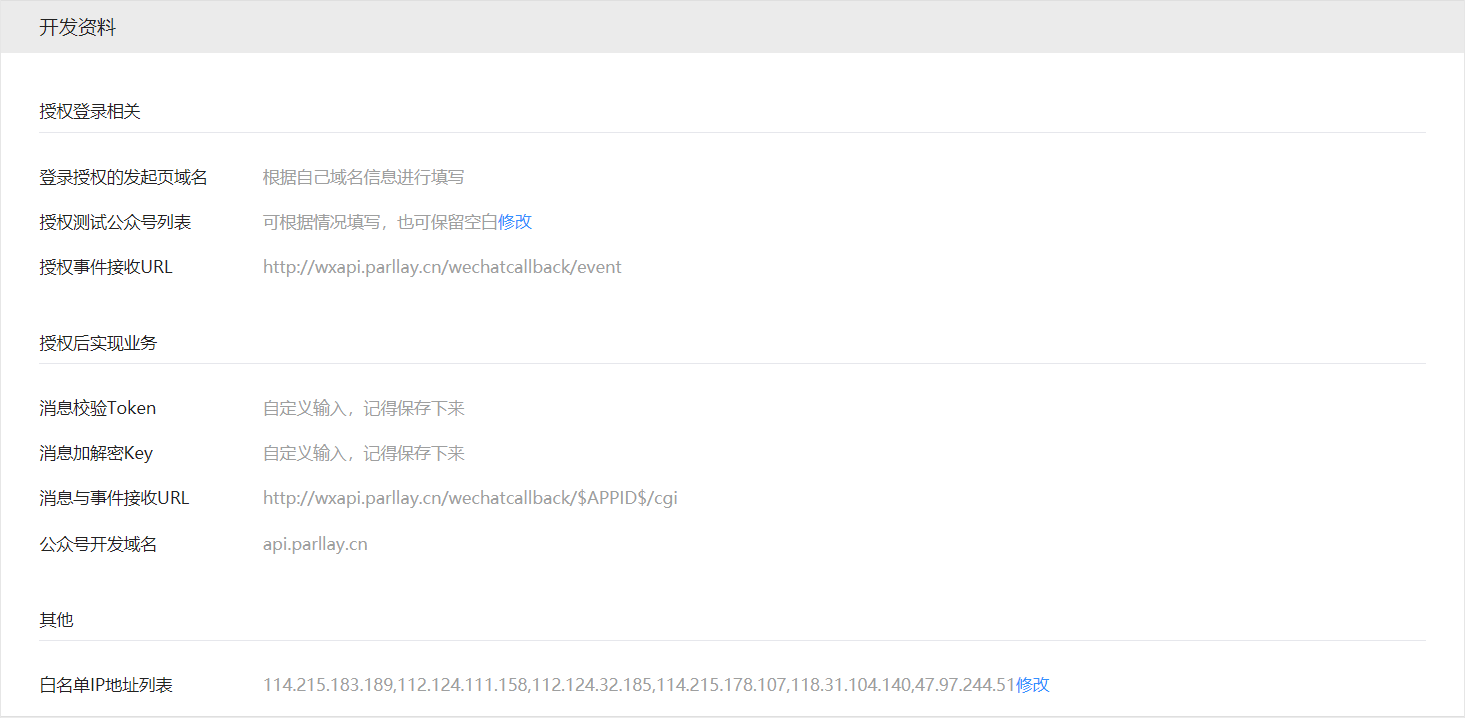 开发资料
授权登录相关
登录授权的发起页域名 根据自己域名信息进行填写
授权测试公众号列表 可根据情况填写，也可保留空白修改
授权事件接收URL http://wxapi.parllay.cn/wechatcallback/event
授权后实现业务
消息校验Token 自定义输入，记得保存下来
消息加解密Key 自定义输入，记得保存下来
消息与事件接收URL http://wxapi.parllay.cn/wechatcallback/$APPID$/cgi
公众号开发域名 api.parllay.cn
其他
白名单IP地址列表 114.215.183.189,112.124.111.158,112.124.32.185,114.215.178.107,118.31.104.140,47.97.244.51修改